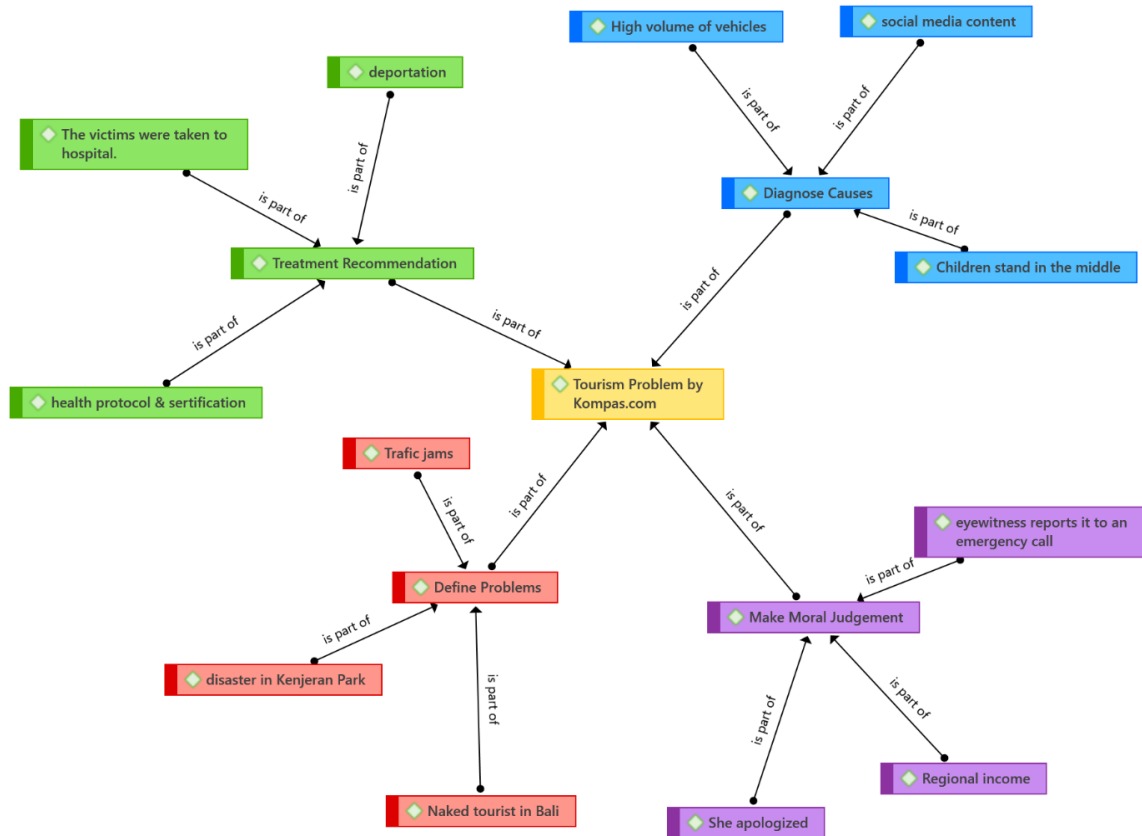 High volume of vehicles
social media content
deportation
is part of
is part of
The victims were taken to
hospital.
is part of
is part of
Diagnose Causes
is part of
Treatment Recommendation
Children stand in the middle
is part of
is part of
is part of
health protocol & sertification
Tourism Problem by
Kompas.com
Trafic jams
is part of
is part of
is part of
eyewitness reports it to an
emergency call
is part of
Define Problems
Make Moral Judgement
is part of
disaster in Kenjeran Park
is part of
is part of
is part of
Regional income
Naked tourist in Bali
She apologized